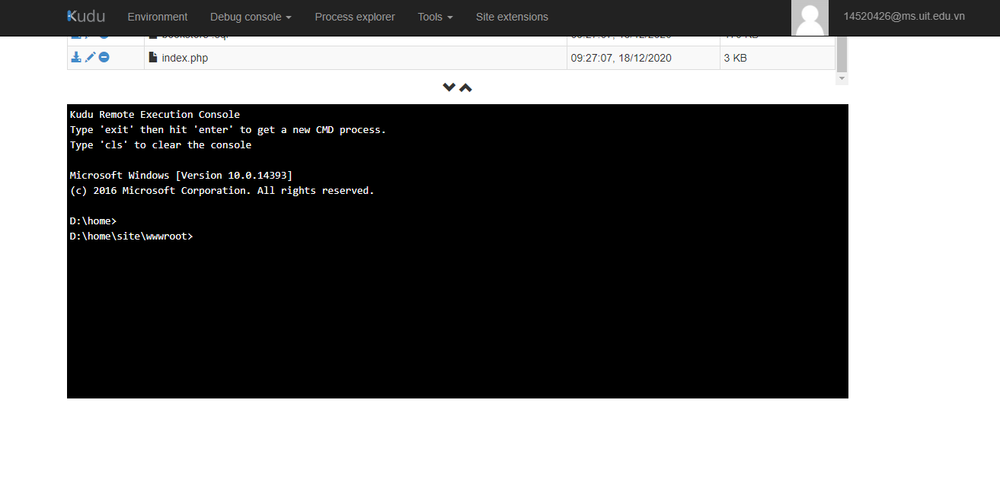 Kudu Environment Debug console Process explorer Tools Site extensions 14520426@ms.uit.edu.vn
index.php 09:27:07, 18/12/2020 3 KB
Kudu Remote Execution Console
Type 'exit' then hit 'enter' to get a new CMD process.
Type 'cls' to clear the console
Microsoft Windows [Version 10.0.14393]
(c) 2016 Microsoft Corporation. All rights reserved.
D:\home>
D:\home\site\wwwroot>